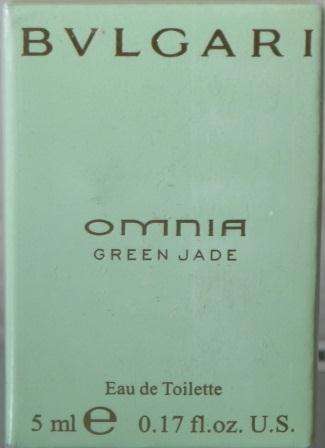 BVLGARI
OMNIA
GREEN JADE
Eau de Toilette
5 ml ℮ 0.17 fl.oz. U.S.